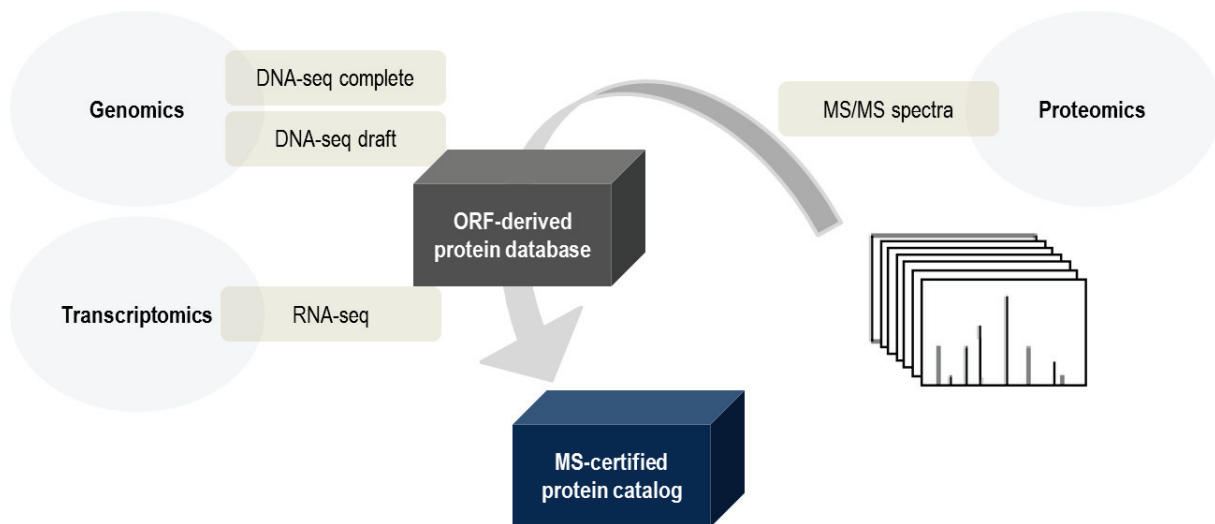 Genomics
DNA-seq complete
DNA-seq draft
MS/MS spectra
Proteomics
ORF-derived
protein database
Transcriptomics
RNA-seq
MS-certified
protein catalog